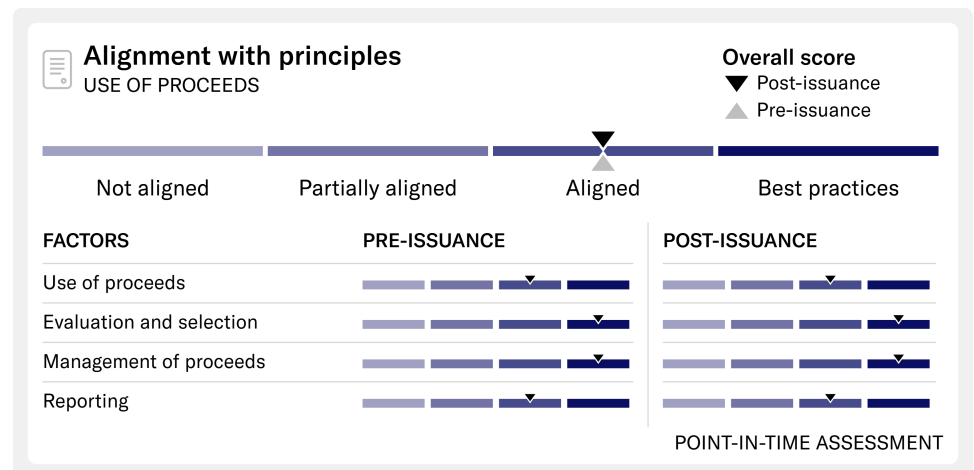 Alignment with principles
USE OF PROCEEDS
Overall score
Post-issuance
Pre-issuance
Not aligned
Partially aligned
Aligned
Best practices
FACTORS
PRE-ISSUANCE
POST-ISSUANCE
Use of proceeds
Evaluation and selection
Management of proceeds
Reporting
POINT-IN-TIME ASSESSMENT